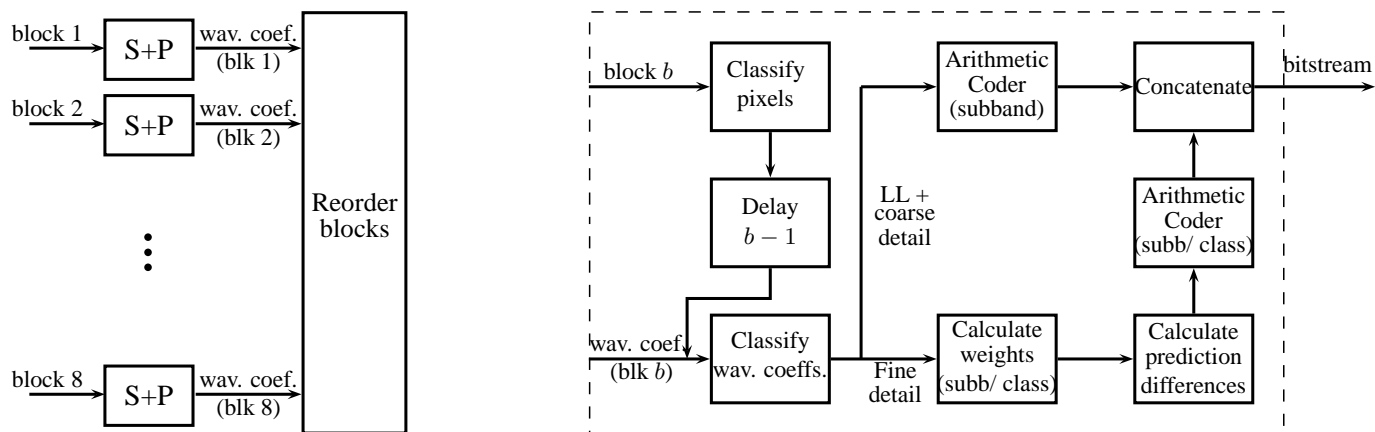 block 1
S+P
wav. coef.
(blk 1)
block 2
S+P
wav. coef.
(blk 2)
block 8
S+P
wav. coef.
(blk 8)
Reorder
blocks
block b
Classify
pixels
Delay
b − 1
wav. coef.
(blk b)
Classify
wav. coeffs.
LL +
coarse
detail
Fine
detail
Arithmetic
Coder
(subband)
Calculate
weights
(subb/ class)
Concatenate
bitstream
Arithmetic
Coder
(subb/ class)
Calculate
prediction
differences